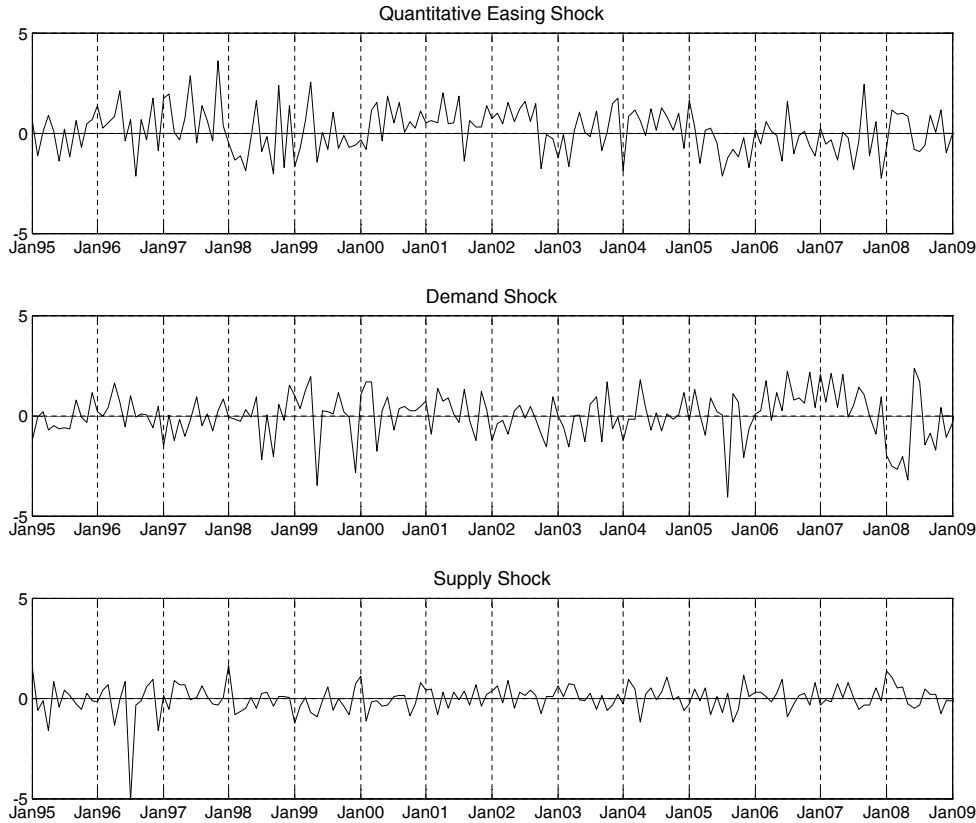 Quantitative Easing Shock
5
0
-5
Jan95 Jan96 Jan97 Jan98 Jan99 Jan00 Jan01 Jan02 Jan03 Jan04 Jan05 Jan06 Jan07 Jan08 Jan09
Demand Shock
5
0
-5
Jan95 Jan96 Jan97 Jan98 Jan99 Jan00 Jan01 Jan02 Jan03 Jan04 Jan05 Jan06 Jan07 Jan08 Jan09
Supply Shock
5
0
-5
Jan95 Jan96 Jan97 Jan98 Jan99 Jan00 Jan01 Jan02 Jan03 Jan04 Jan05 Jan06 Jan07 Jan08 Jan09